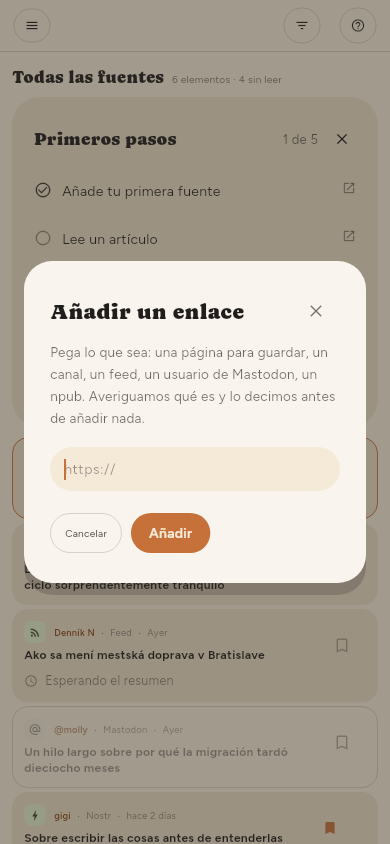 Todas las fuentes 6 elementos · 4 sin leer
Primeros pasos 1 de 5
Añade tu primera fuente
Lee un artículo
Añadir un enlace
Pega lo que sea: una página para guardar, un
canal, un feed, un usuario de Mastodon, un
npub. Averiguamos qué es y lo decimos antes
de añadir nada.
https://
Cancelar Añadir
ciclo sorprendentemente tranquilo
Denník N · Feed · Ayer
Ako sa mení mestská doprava v Bratislave
Esperando el resumen
@molly · Mastodon · Ayer
Un hilo largo sobre por qué la migración tardó
dieciocho meses
gigi · Nostr · hace 2 días
Sobre escribir las cosas antes de entenderlas